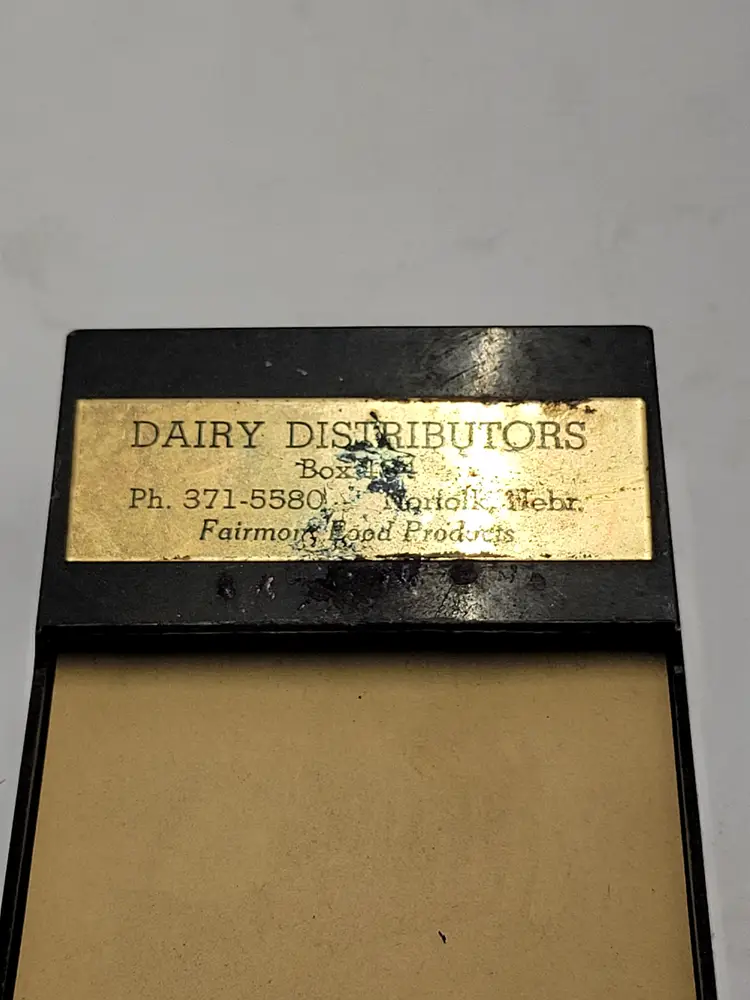 DAIRY DISTRIBUTORS
Box
Ph. 371-5580 Norfolk, Nebr.
Fairmont Food Products